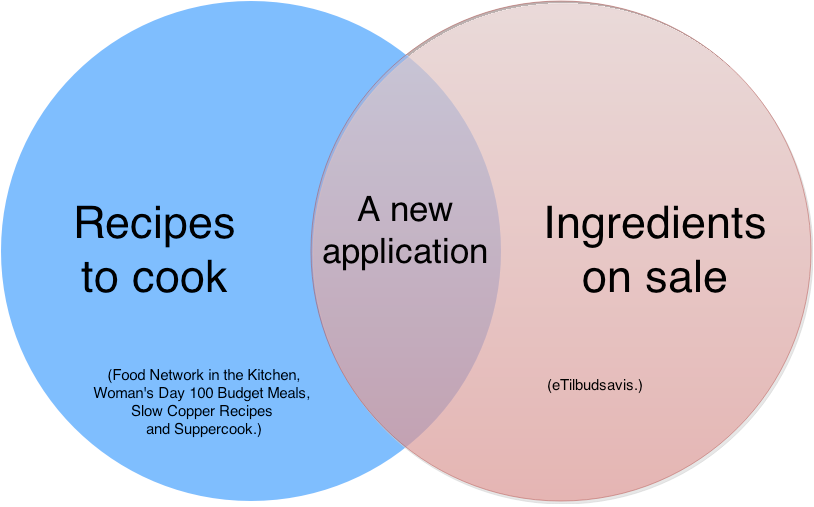 Recipes
to cook
(Food Network in the Kitchen,
Woman's Day 100 Budget Meals,
Slow Copper Recipes
and Suppercook.)
A new
application
Ingredients
on sale
(eTilbudsavis.)